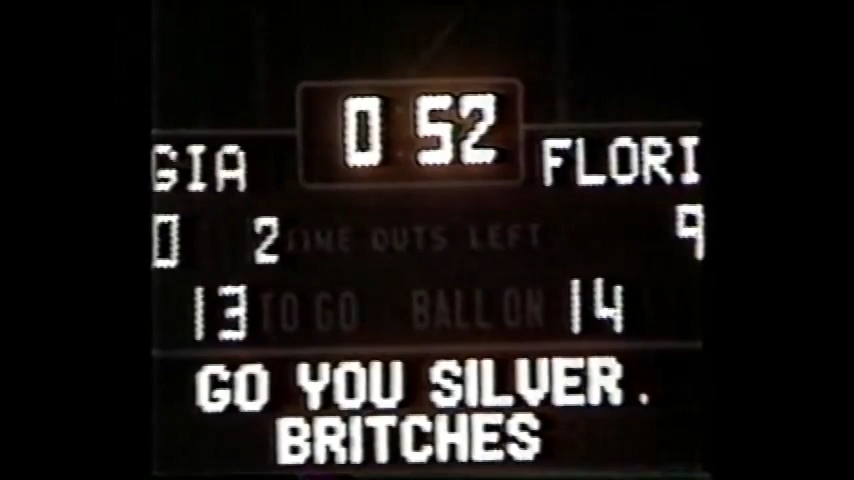 0:52
GIA FLORI
0 2 TIME OUTS LEFT 9
13 TO GO BALL ON 14
GO YOU SILVER.
BRITCHES